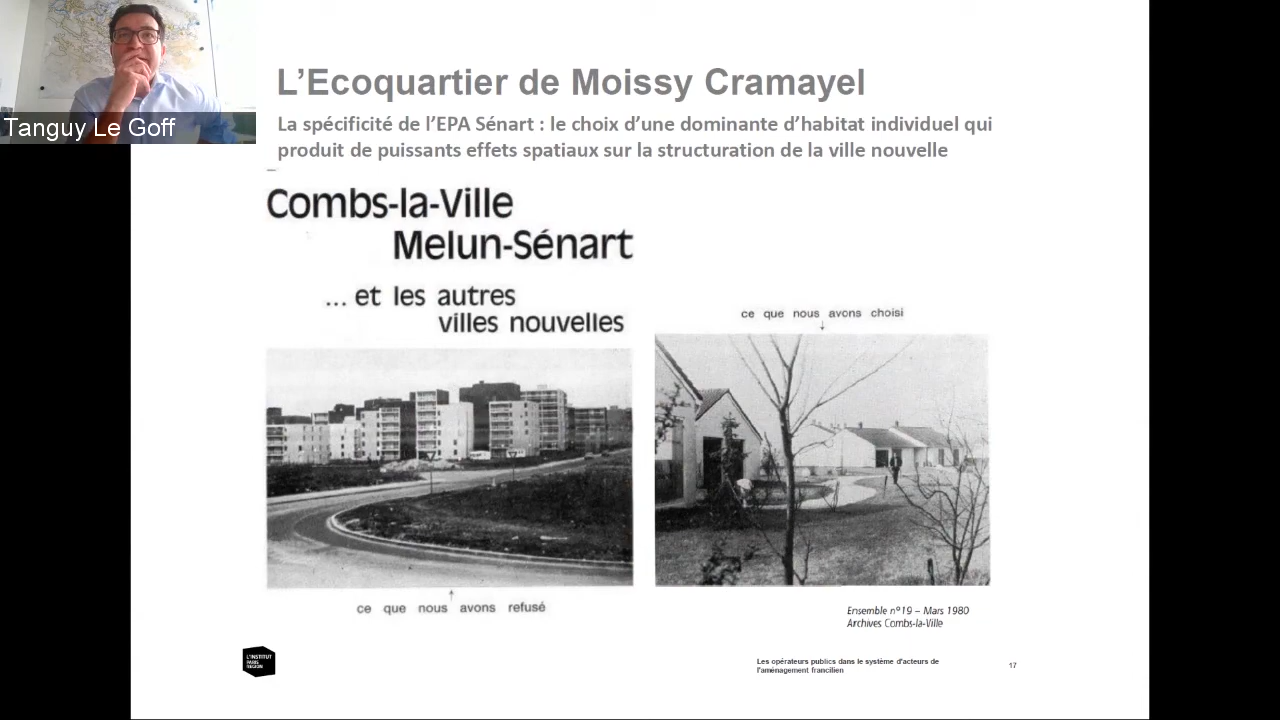 Tanguy Le Goff
L'Ecoquartier de Moissy Cramayel
La spécificité de l'EPA Sénart : le choix d'une dominante d'habitat individuel qui
produit de puissants effets spatiaux sur la structuration de la ville nouvelle
Combs-la-Ville
Melun-Sénart
... et les autres
villes nouvelles
ce que nous avons choisi
ce que nous avons refusé
Ensemble n°19 – Mars 1980
Archives Combs-la-Ville
L'INSTITUT
PARIS
REGION
Les opérateurs publics dans le système d'acteurs de
l'aménagement francilien
17